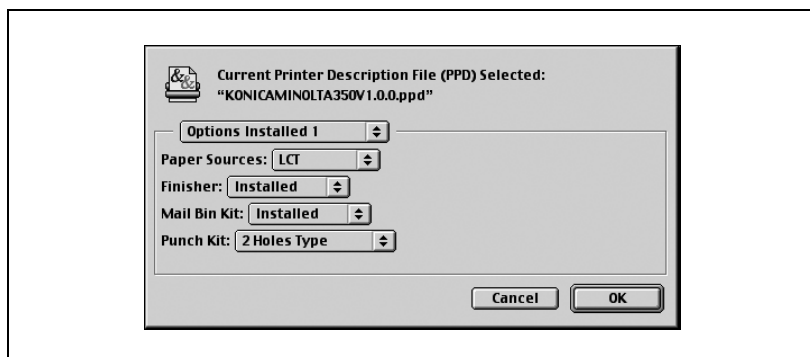 Current Printer Description File (PPD) Selected:
“KONICAMINOLTA350V1.0.0.ppd”
Options Installed 1
Paper Sources: LCT
Finisher: Installed
Mail Bin Kit: Installed
Punch Kit: 2 Holes Type
Cancel OK